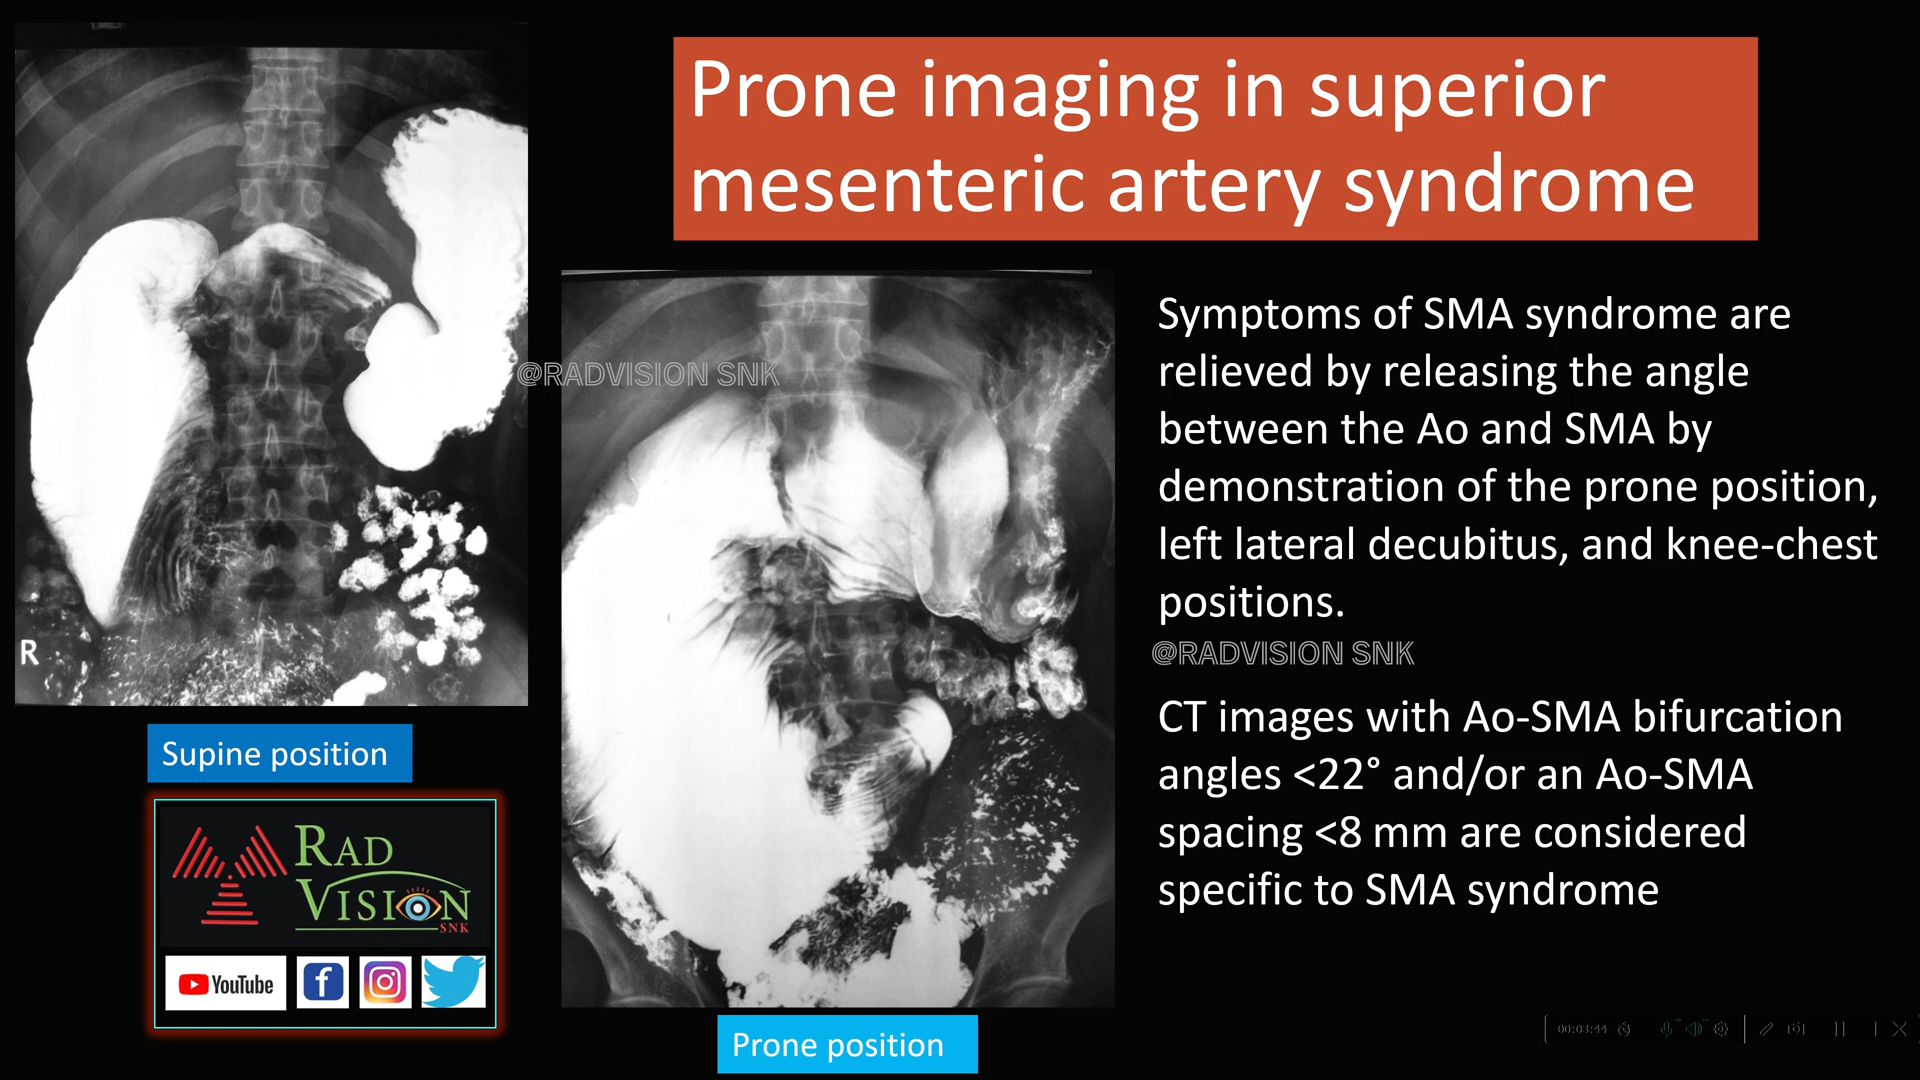 Prone imaging in superior
mesenteric artery syndrome
@RADVISION SNK
Symptoms of SMA syndrome are
relieved by releasing the angle
between the Ao and SMA by
demonstration of the prone position,
left lateral decubitus, and knee-chest
positions.
@RADVISION SNK
CT images with Ao-SMA bifurcation
angles <22° and/or an Ao-SMA
spacing <8 mm are considered
specific to SMA syndrome
R
Supine position
RAD
VISION
SNK
YouTube
f
Prone position
00:03:44